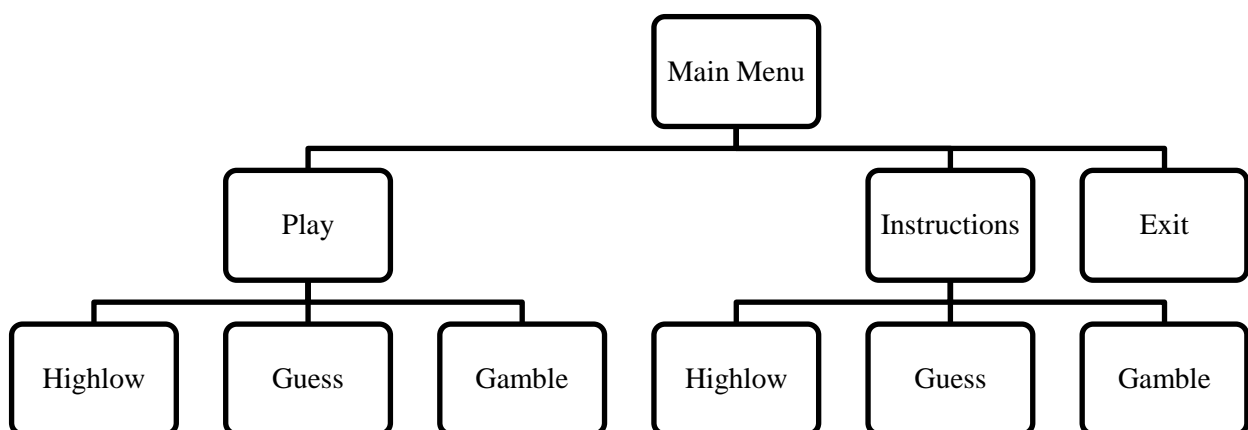 Main Menu
Play
Instructions
Exit
Highlow
Guess
Gamble
Highlow
Guess
Gamble